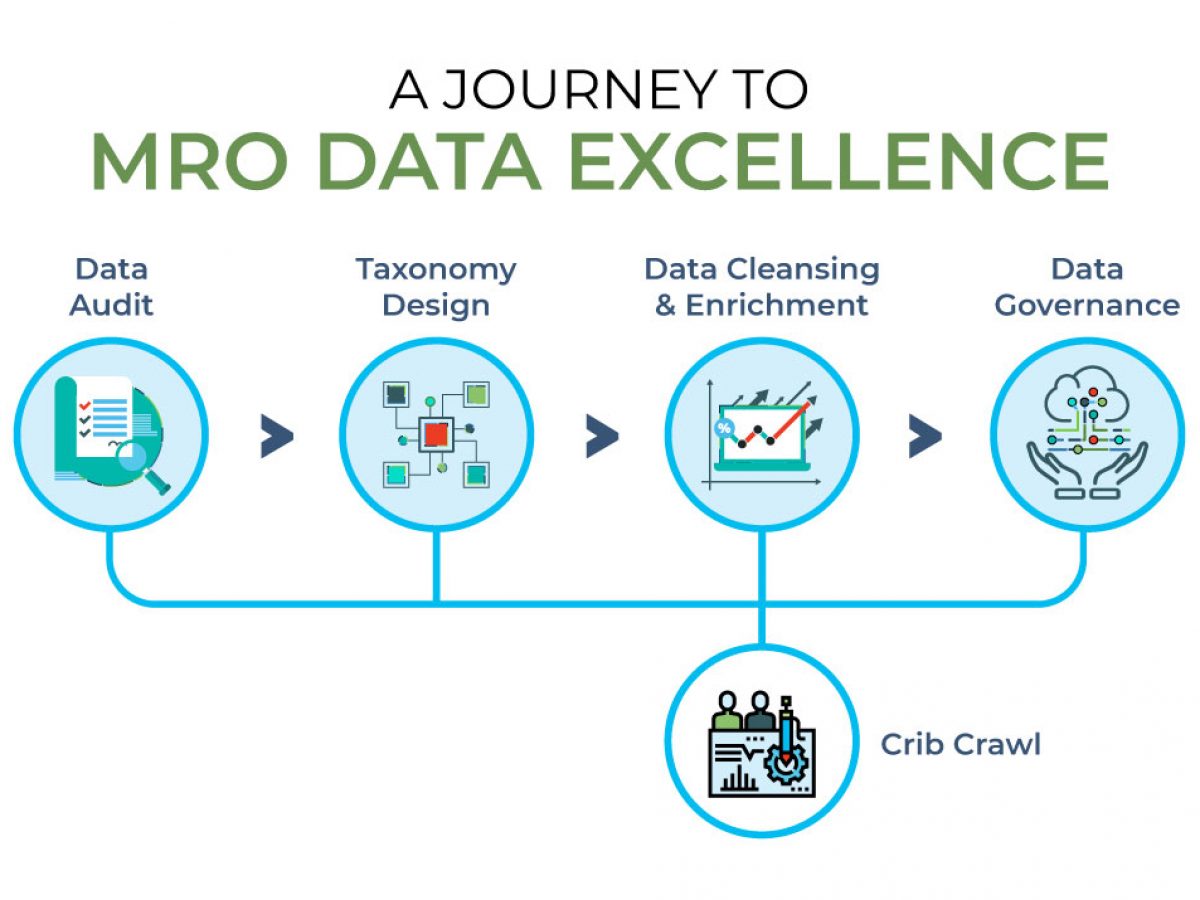 A JOURNEY TO
MRO DATA EXCELLENCE
Data
Audit
Taxonomy
Design
Data Cleansing
& Enrichment
Data
Governance
%
Crib Crawl